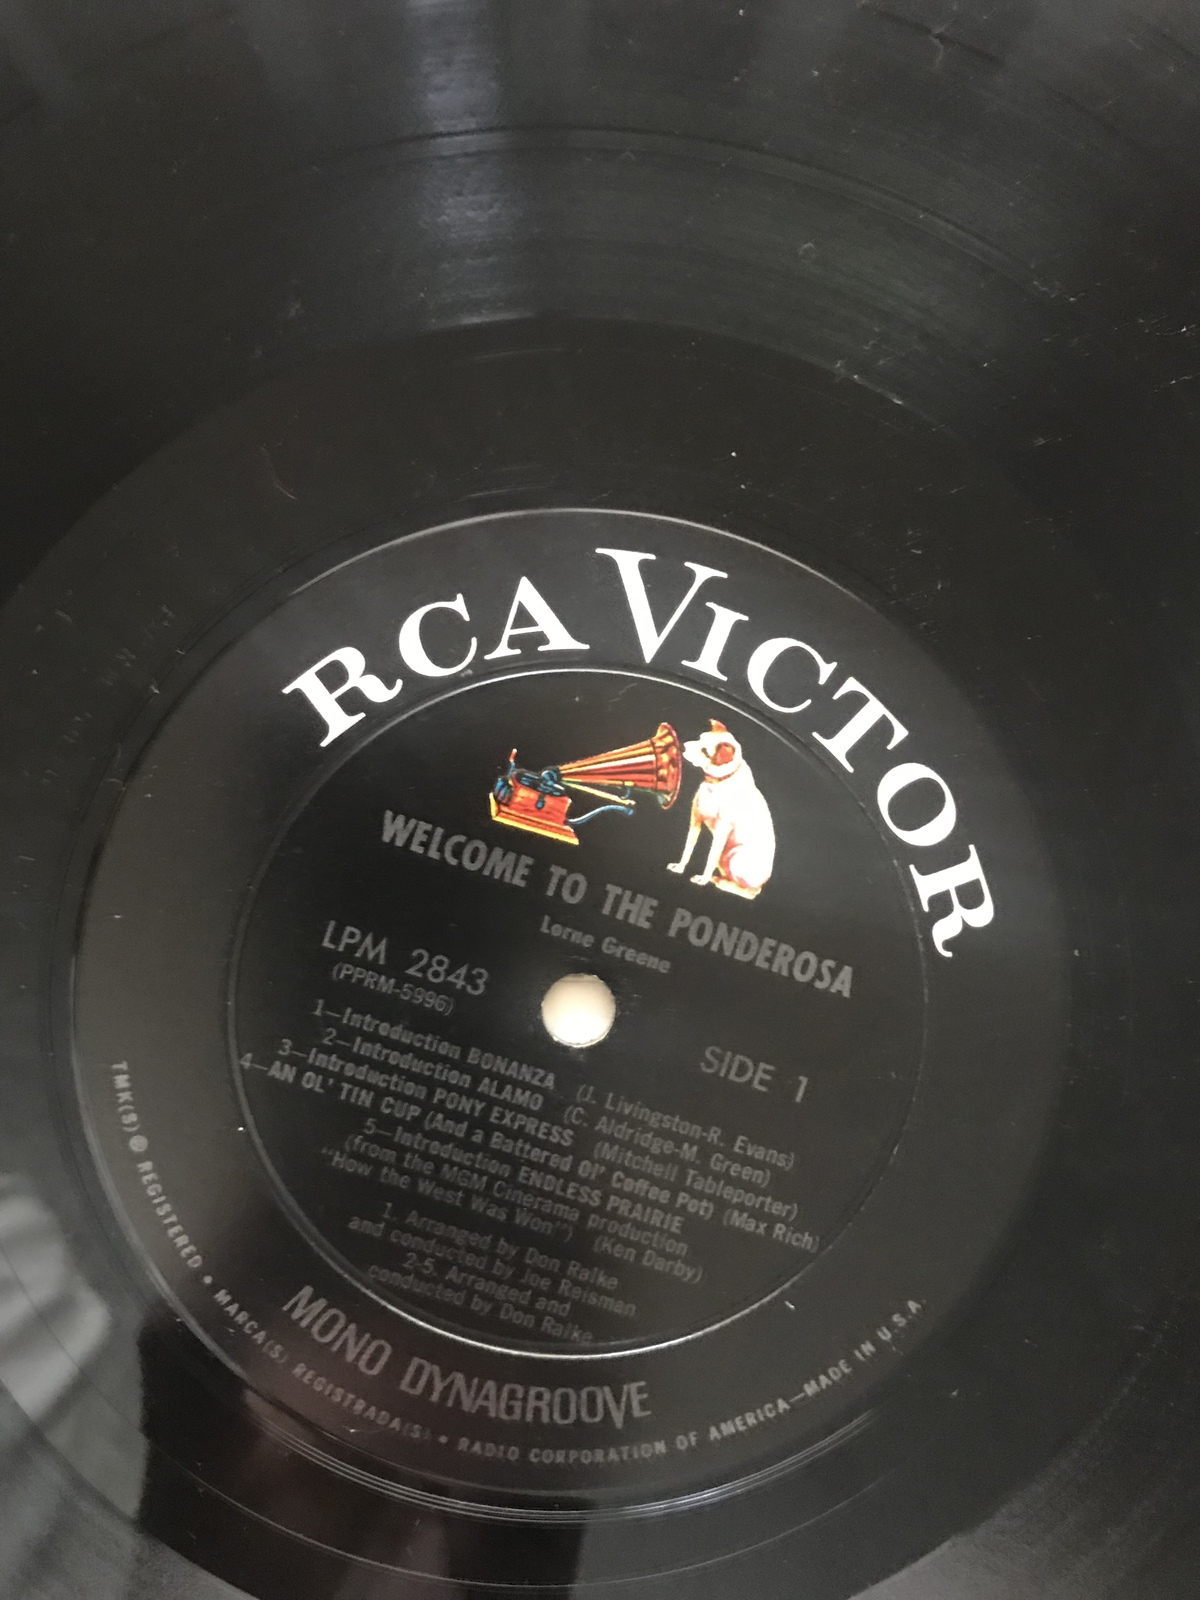 RCA VICTOR
WELCOME TO THE PONDEROSA
Lorne Greene
LPM 2843
(PPRM-5996)
SIDE 1
1—Introduction BONANZA (J. Livingston-R. Evans)
2—Introduction ALAMO (C. Aldridge-M. Green)
3—Introduction PONY EXPRESS (Mitchell Tableporter)
4—AN OL' TIN CUP (And a Battered Ol' Coffee Pot) (Max Rich)
5—Introduction ENDLESS PRAIRIE
(from the MGM Cinerama production
"How the West Was Won") (Ken Darby)
1. Arranged by Don Ralke
and conducted by Joe Reisman
2-5. Arranged and
conducted by Don Ralke
MONO DYNAGROOVE
TMK(S) ® REGISTERED • MARCA(S) REGISTRADA(S) • RADIO CORPORATION OF AMERICA—MADE IN U.S.A.